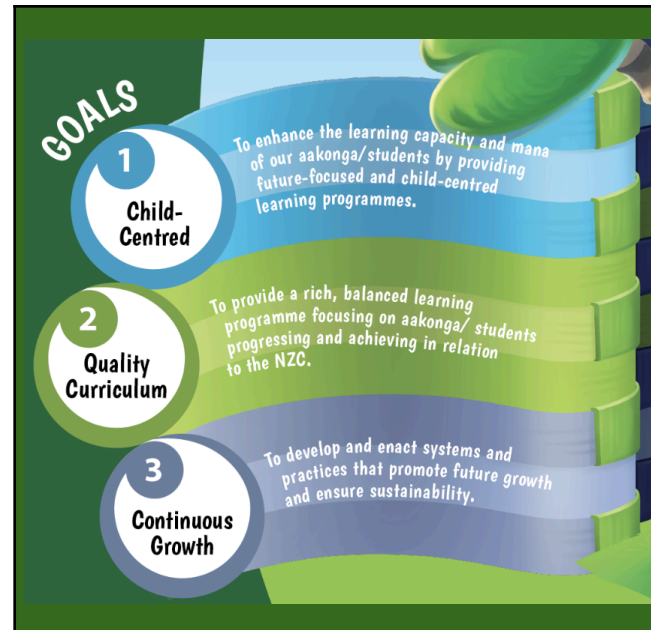 GOALS
1
Child-
Centred
To enhance the learning capacity and mana
of our aakonga/students by providing
future-focused and child-centred
learning programmes.
2
Quality
Curriculum
To provide a rich, balanced learning
programme focusing on aakonga/ students
progressing and achieving in relation
to the NZC.
3
Continuous
Growth
To develop and enact systems and
practices that promote future growth
and ensure sustainability.